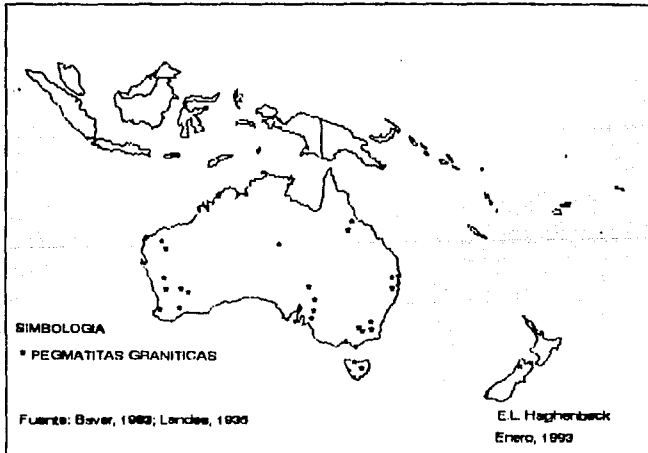 SIMBOLOGIA
* PEGMATITAS GRANITICAS
Fuente: Baver, 1983; Landes, 1935
E.L. Haghenbeck
Enero, 1993